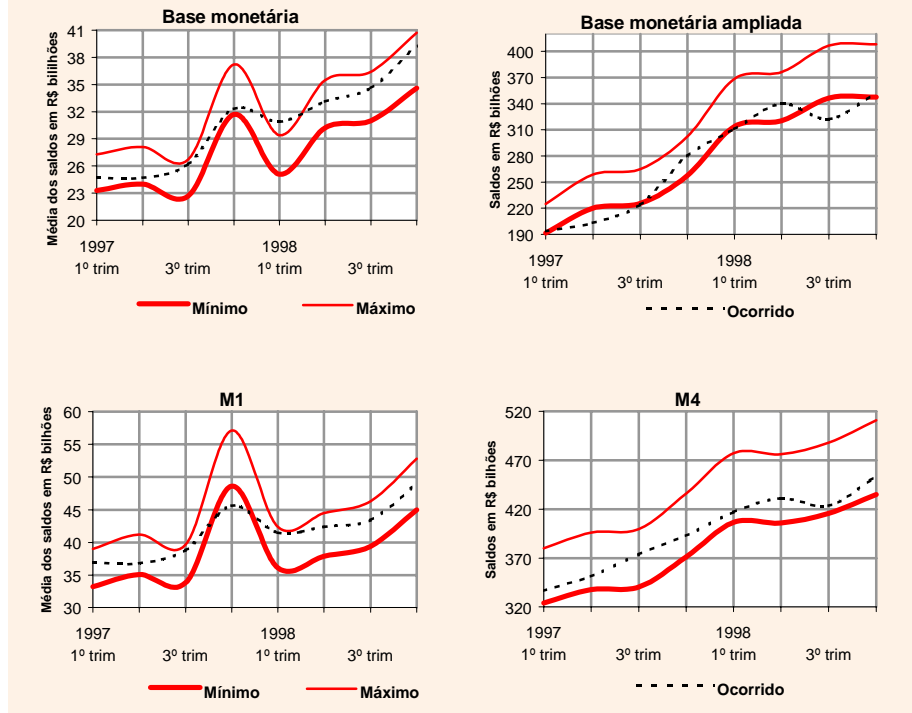 Base monetária
Média dos saldos em R$ bililhões
41
38
35
32
29
26
23
20
1997
1998
1º trim
3º trim
1º trim
3º trim
Base monetária ampliada
Saldos em R$ bilhões
400
370
340
310
280
250
220
190
1997
1998
1º trim
3º trim
1º trim
3º trim
Mínimo
Máximo
Ocorrido
M1
Média dos saldos em R$ bilhões
60
55
50
45
40
35
30
1997
1998
1º trim
3º trim
1º trim
3º trim
M4
Saldos em R$ bilhões
520
470
420
370
320
1997
1998
1º trim
3º trim
1º trim
3º trim
Mínimo
Máximo
Ocorrido